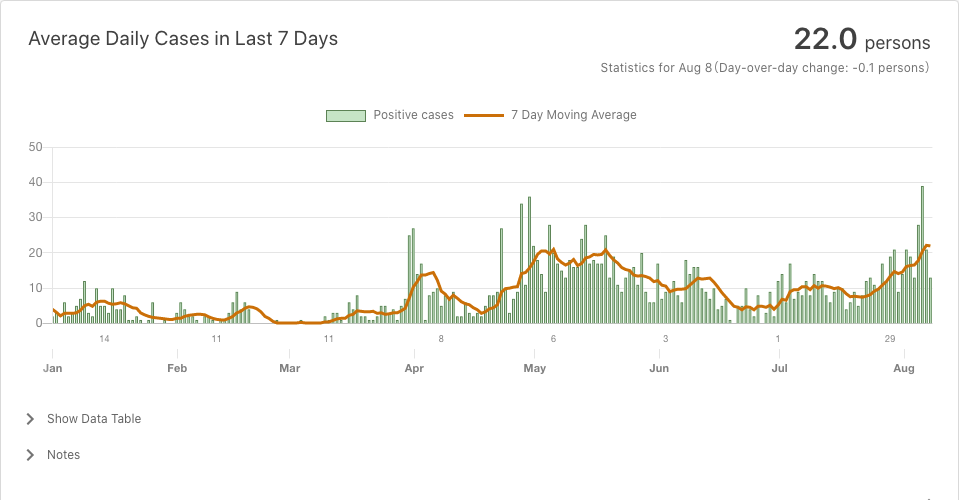 Average Daily Cases in Last 7 Days
22.0 persons
Statistics for Aug 8(Day-over-day change: -0.1 persons)
Positive cases
7 Day Moving Average
50
40
30
20
10
0
14 11 11 8 6 3 1 29
Jan Feb Mar Apr May Jun Jul Aug
Show Data Table
Notes